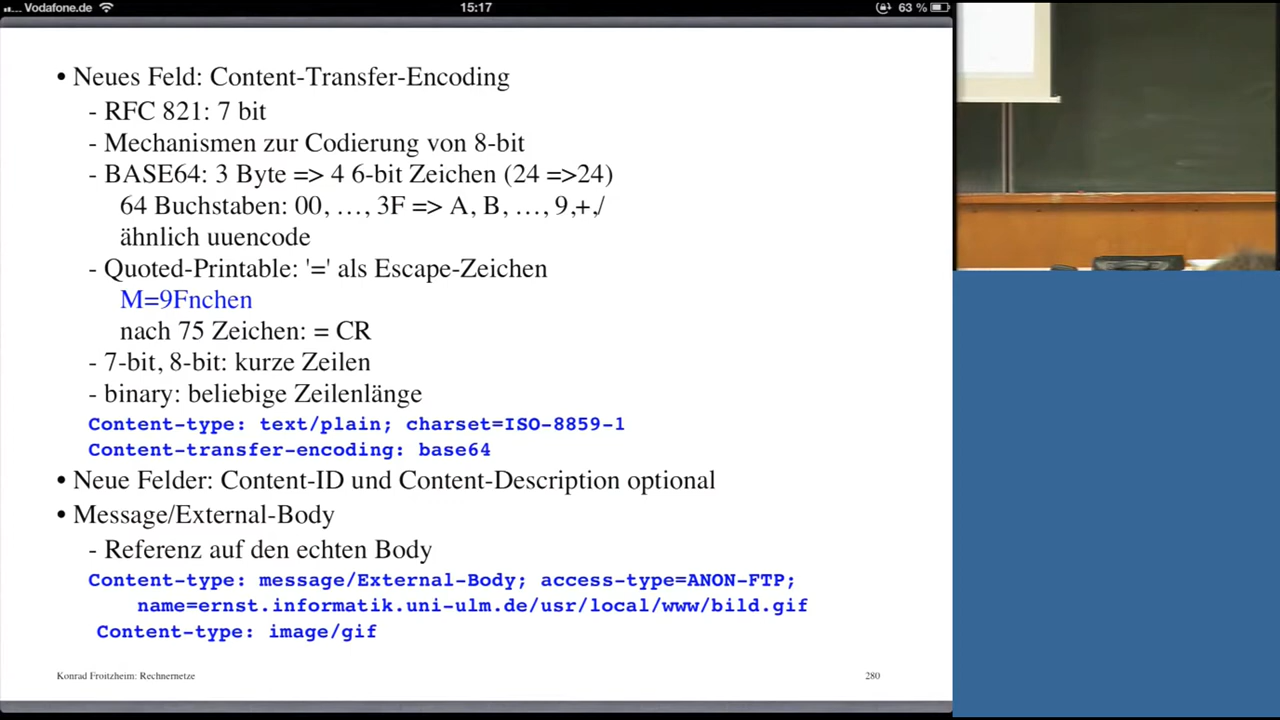 Vodafone.de 15:17 63 %
• Neues Feld: Content-Transfer-Encoding
- RFC 821: 7 bit
- Mechanismen zur Codierung von 8-bit
- BASE64: 3 Byte => 4 6-bit Zeichen (24 =>24)
64 Buchstaben: 00, …, 3F => A, B, …, 9,+,/
ähnlich uuencode
- Quoted-Printable: '=' als Escape-Zeichen
M=9Fnchen
nach 75 Zeichen: = CR
- 7-bit, 8-bit: kurze Zeilen
- binary: beliebige Zeilenlänge
Content-type: text/plain; charset=ISO-8859-1
Content-transfer-encoding: base64
• Neue Felder: Content-ID und Content-Description optional
• Message/External-Body
- Referenz auf den echten Body
Content-type: message/External-Body; access-type=ANON-FTP;
name=ernst.informatik.uni-ulm.de/usr/local/www/bild.gif
Content-type: image/gif
Konrad Froitzheim: Rechnernetze 280